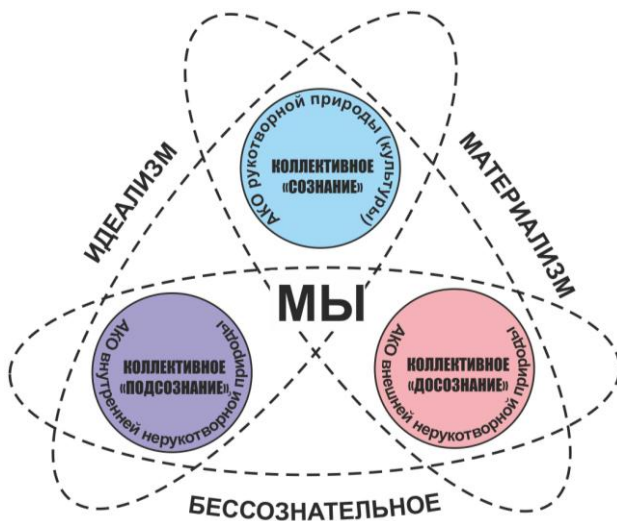 АКО рукотворной природы (культуры)
КОЛЛЕКТИВНОЕ
«СОЗНАНИЕ»
ИДЕАЛИЗМ
МАТЕРИАЛИЗМ
МЫ
АКО внутренней нерукотворной природы
КОЛЛЕКТИВНОЕ
«ПОДСОЗНАНИЕ»
АКО внешней нерукотворной природы
КОЛЛЕКТИВНОЕ
«ДОСОЗНАНИЕ»
БЕССОЗНАТЕЛЬНОЕ